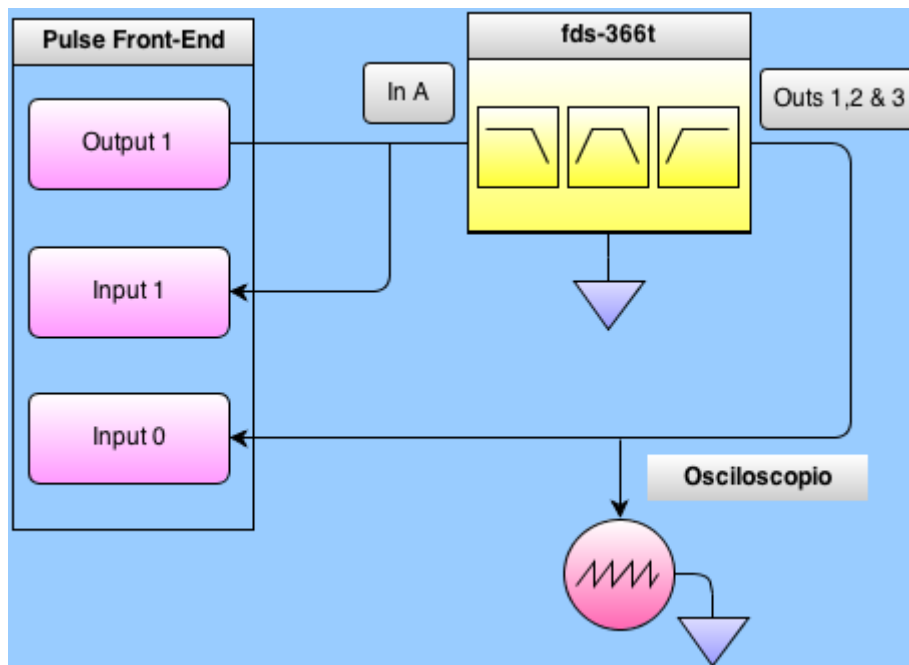 Pulse Front-End
fds-366t
In A
Outs 1,2 & 3
Output 1
Input 1
Input 0
Osciloscopio